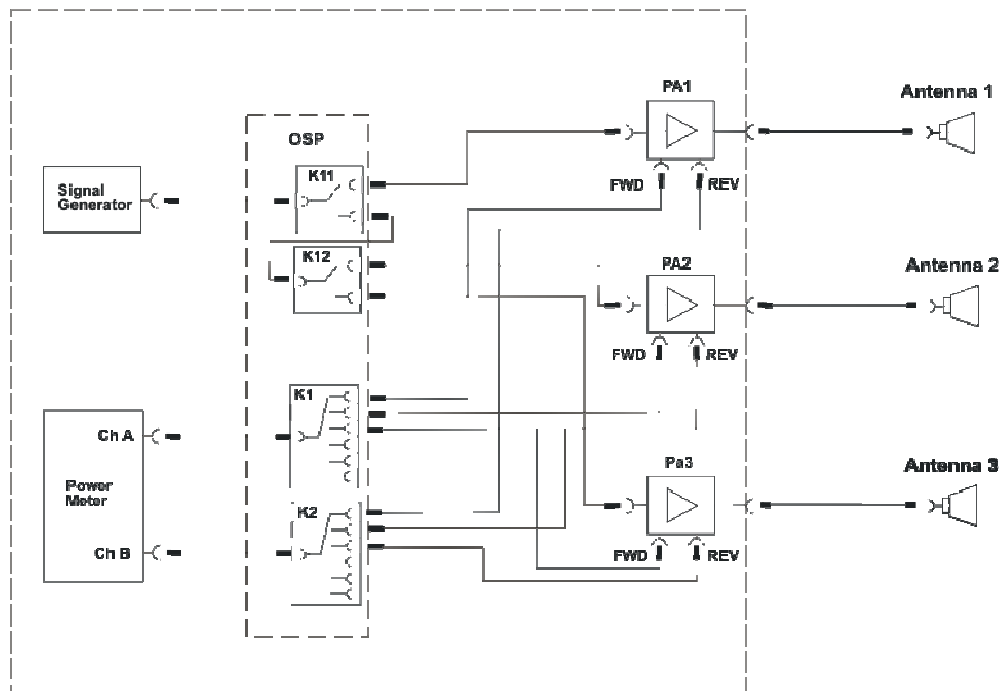 PA1
Antenna 1
OSP
K11
Signal
Generator
FWD
REV
K12
PA2
Antenna 2
FWD
REV
K1
Ch A
Power
Meter
Pa3
Antenna 3
K2
Ch B
FWD
REV